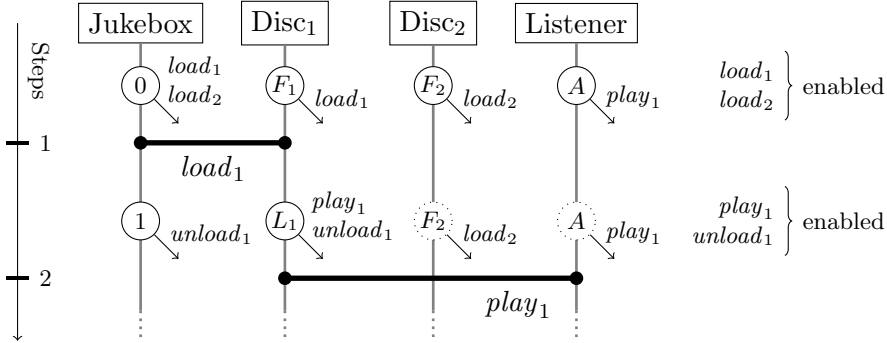 Jukebox Disc₁ Disc₂ Listener
Steps
0 load₁ load₂ F₁ load₁ F₂ load₂ A play₁ load₁ load₂ enabled
1
load₁
1 unload₁ L₁ play₁ unload₁ F₂ load₂ A play₁ play₁ unload₁ enabled
2
play₁